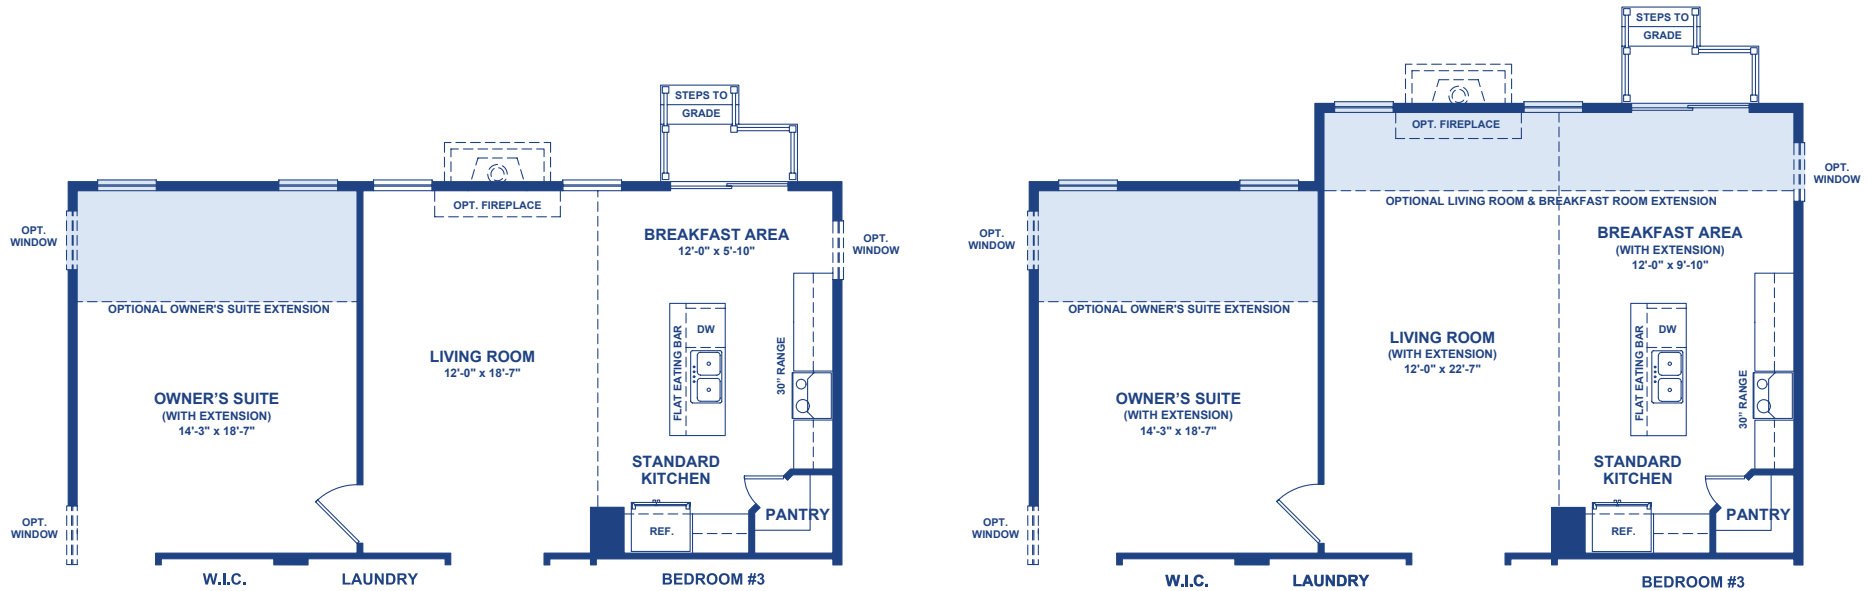 STEPS TO
GRADE
OPT. FIREPLACE
OPT.
WINDOW
BREAKFAST AREA
12'-0" x 5'-10"
OPT.
WINDOW
OPTIONAL OWNER'S SUITE EXTENSION
FLAT EATING BAR
DW
LIVING ROOM
12'-0" x 18'-7"
30" RANGE
OWNER'S SUITE
(WITH EXTENSION)
14'-3" x 18'-7"
STANDARD
KITCHEN
OPT.
WINDOW
REF.
PANTRY
W.I.C.
LAUNDRY
BEDROOM #3
STEPS TO
GRADE
OPT. FIREPLACE
OPT.
WINDOW
OPTIONAL LIVING ROOM & BREAKFAST ROOM EXTENSION
OPT.
WINDOW
BREAKFAST AREA
(WITH EXTENSION)
12'-0" x 9'-10"
OPTIONAL OWNER'S SUITE EXTENSION
FLAT EATING BAR
DW
LIVING ROOM
(WITH EXTENSION)
12'-0" x 22'-7"
30" RANGE
OWNER'S SUITE
(WITH EXTENSION)
14'-3" x 18'-7"
STANDARD
KITCHEN
OPT.
WINDOW
REF.
PANTRY
W.I.C.
LAUNDRY
BEDROOM #3